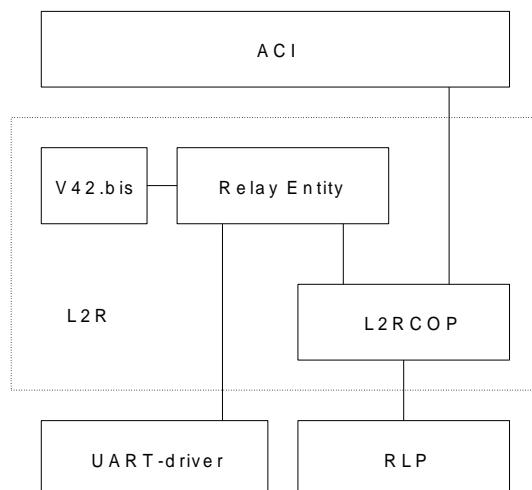 ACI
V42.bis
Relay Entity
L2R
L2RCOP
UART-driver
RLP